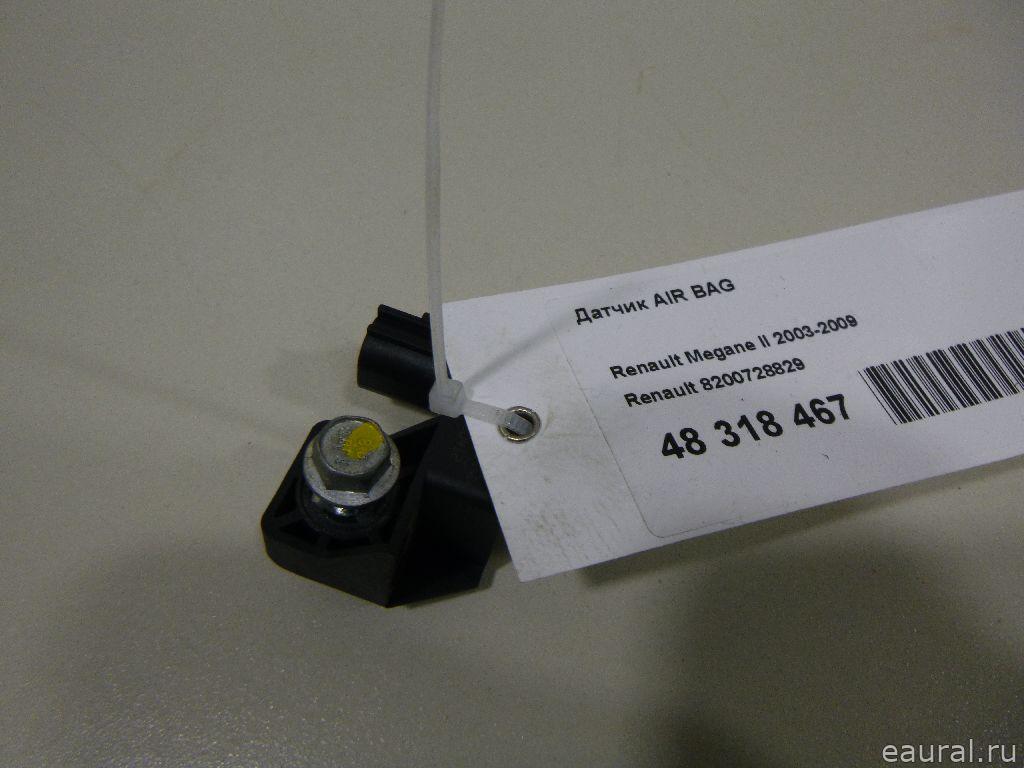 Датчик AIR BAG
Renault Megane II 2003-2009
Renault 8200728829
48 318 467
eaural.ru